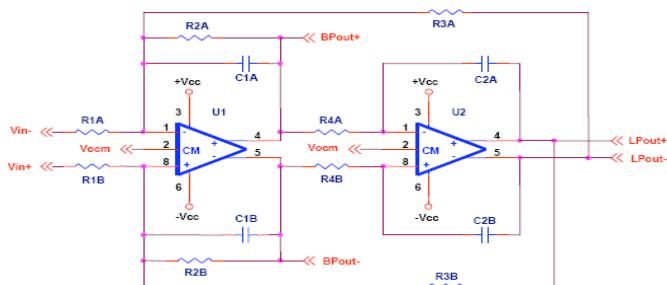 R2A
BPout+
R3A
C1A
C2A
+Vcc
+Vcc
3
U1
3
U2
Vin-
R1A
1
-
+
4
R4A
1
-
+
4
LPout+
Vocm
2
CM
Vocm
2
CM
Vin+
8
+
-
5
8
+
-
5
LPout-
R1B
6
R4B
6
-Vcc
-Vcc
C1B
C2B
R2B
BPout-
R3B